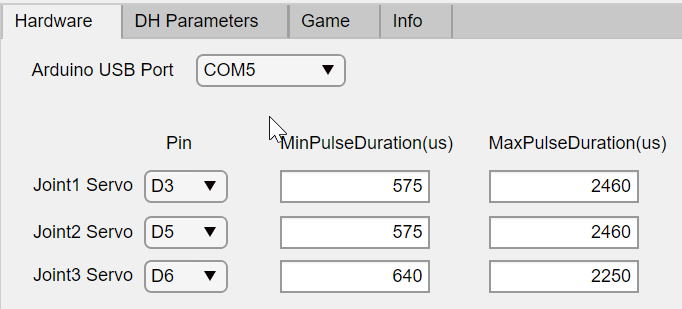 Hardware DH Parameters Game Info
Arduino USB Port COM5
Pin MinPulseDuration(us) MaxPulseDuration(us)
Joint1 Servo D3 575 2460
Joint2 Servo D5 575 2460
Joint3 Servo D6 640 2250